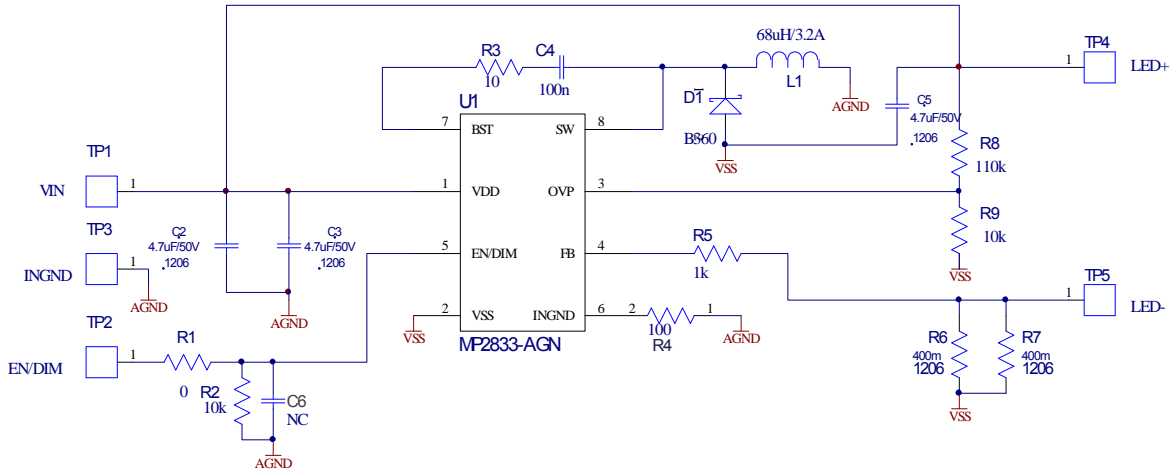 68uH/3.2A
TP4
R3
C4
1
LED+
10
100n
L1
AGND
U1
D1
C5
4.7uF/50V
.1206
7
BST
SW
8
B360
VSS
R8
110k
TP1
VIN
1
1
VDD
OVP
3
C2
4.7uF/50V
.1206
C3
4.7uF/50V
.1206
R9
10k
TP3
INGND
1
5
EN/DIM
FB
4
R5
1k
VSS
AGND
AGND
TP5
1
LED-
TP2
VSS
2
VSS
INGND
6
2
1
100
R4
AGND
MP2833-AGN
R6
400m
1206
R7
400m
1206
EN/DIM
1
R1
0
R2
10k
C6
NC
VSS
AGND